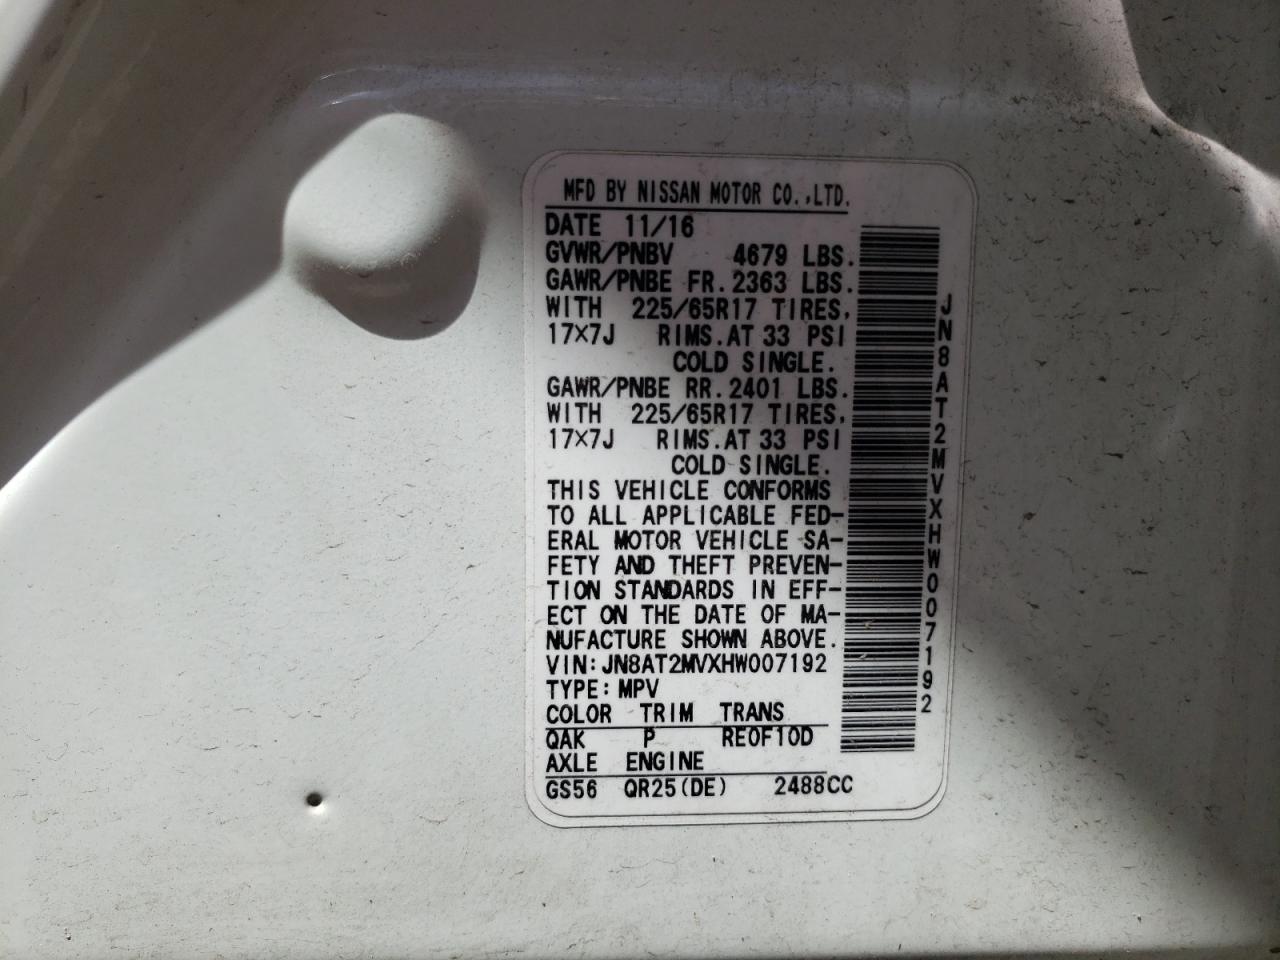 MFD BY NISSAN MOTOR CO.,LTD.
DATE 11/16
GVWR/PNBV 4679 LBS.
GAWR/PNBE FR. 2363 LBS.
WITH 225/65R17 TIRES,
17×7J RIMS. AT 33 PSI
COLD SINGLE.
GAWR/PNBE RR. 2401 LBS.
WITH 225/65R17 TIRES,
17×7J RIMS. AT 33 PSI
COLD SINGLE.
THIS VEHICLE CONFORMS
TO ALL APPLICABLE FED-
ERAL MOTOR VEHICLE SA-
FETY AND THEFT PREVEN-
TION STANDARDS IN EFF-
ECT ON THE DATE OF MA-
NUFACTURE SHOWN ABOVE.
VIN: JN8AT2MVXHW007192
TYPE: MPV
COLOR TRIM TRANS
QAK P RE0F10D
AXLE ENGINE
GS56 QR25(DE) 2488CC
JN8AT2MVXHW007192